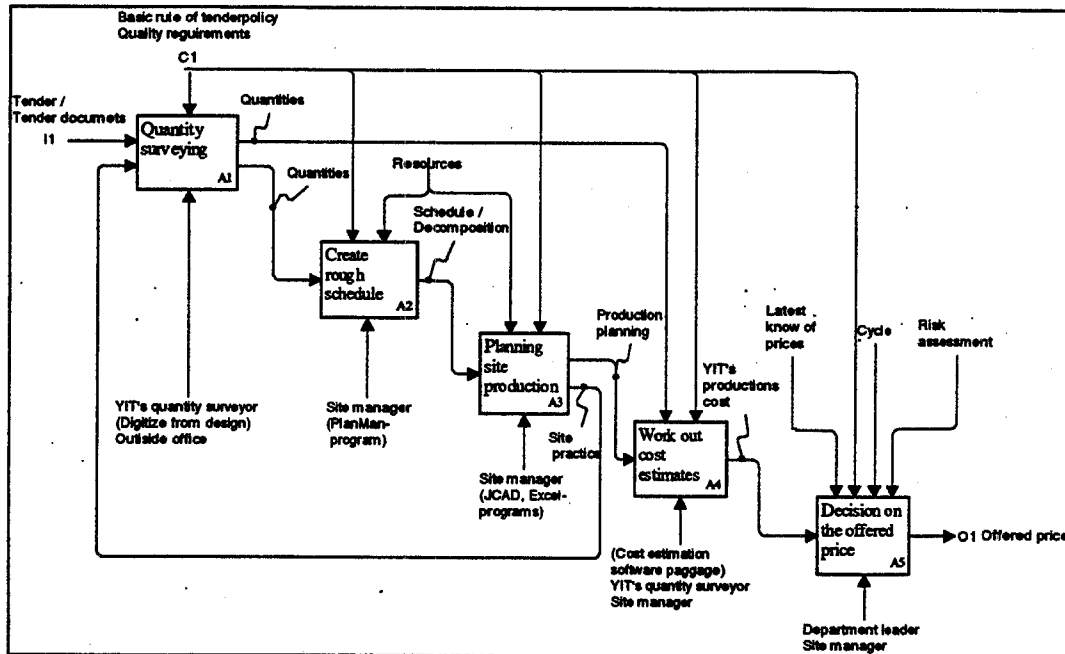 Basic rule of tenderpolicy
Quality reguirements
C1
Tender /
Tender documets
I1
Quantity
surveying
A1
Quantities
Quantities
Resources
Schedule /
Decomposition
Create
rough
schedule
A2
Production
planning
Planning
site
production
A3
Site
practice
Latest
know of
prices
Cycle
Risk
assessment
YIT's
productions
cost
YIT's quantity surveyor
(Digitize from design)
Outiside office
Site manager
(PlanMan-
program)
Site manager
(JCAD, Excel-
programs)
Work out
cost
estimates
A4
Decision on
the offered
price
A5
O1 Offered price
(Cost estimation
software paggage)
YIT's quantity surveyor
Site manager
Department leader
Site manager